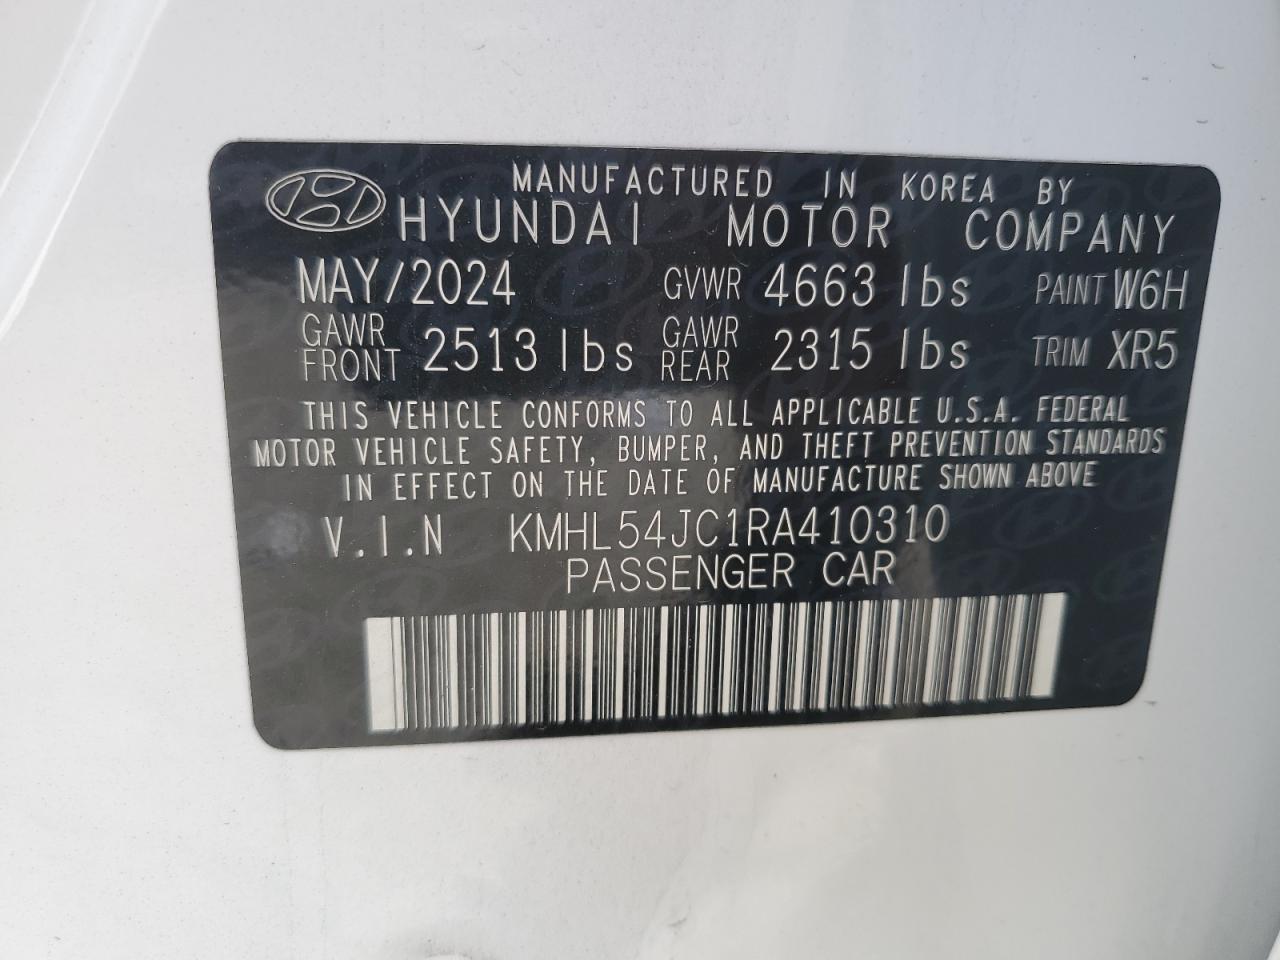 MANUFACTURED IN KOREA BY
HYUNDAI MOTOR COMPANY
MAY/2024 GVWR 4663 lbs PAINT W6H
GAWR FRONT 2513 lbs GAWR REAR 2315 lbs TRIM XR5
THIS VEHICLE CONFORMS TO ALL APPLICABLE U.S.A. FEDERAL
MOTOR VEHICLE SAFETY, BUMPER, AND THEFT PREVENTION STANDARDS
IN EFFECT ON THE DATE OF MANUFACTURE SHOWN ABOVE
V.I.N KMHL54JC1RA410310
PASSENGER CAR